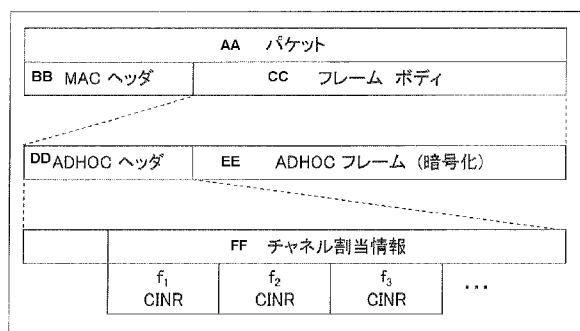 AA パケット
BB MAC ヘッダ CC フレーム ボディ
DD ADHOC ヘッダ EE ADHOC フレーム (暗号化)
FF チャネル割当情報
f₁ f₂ f₃
CINR CINR CINR ...